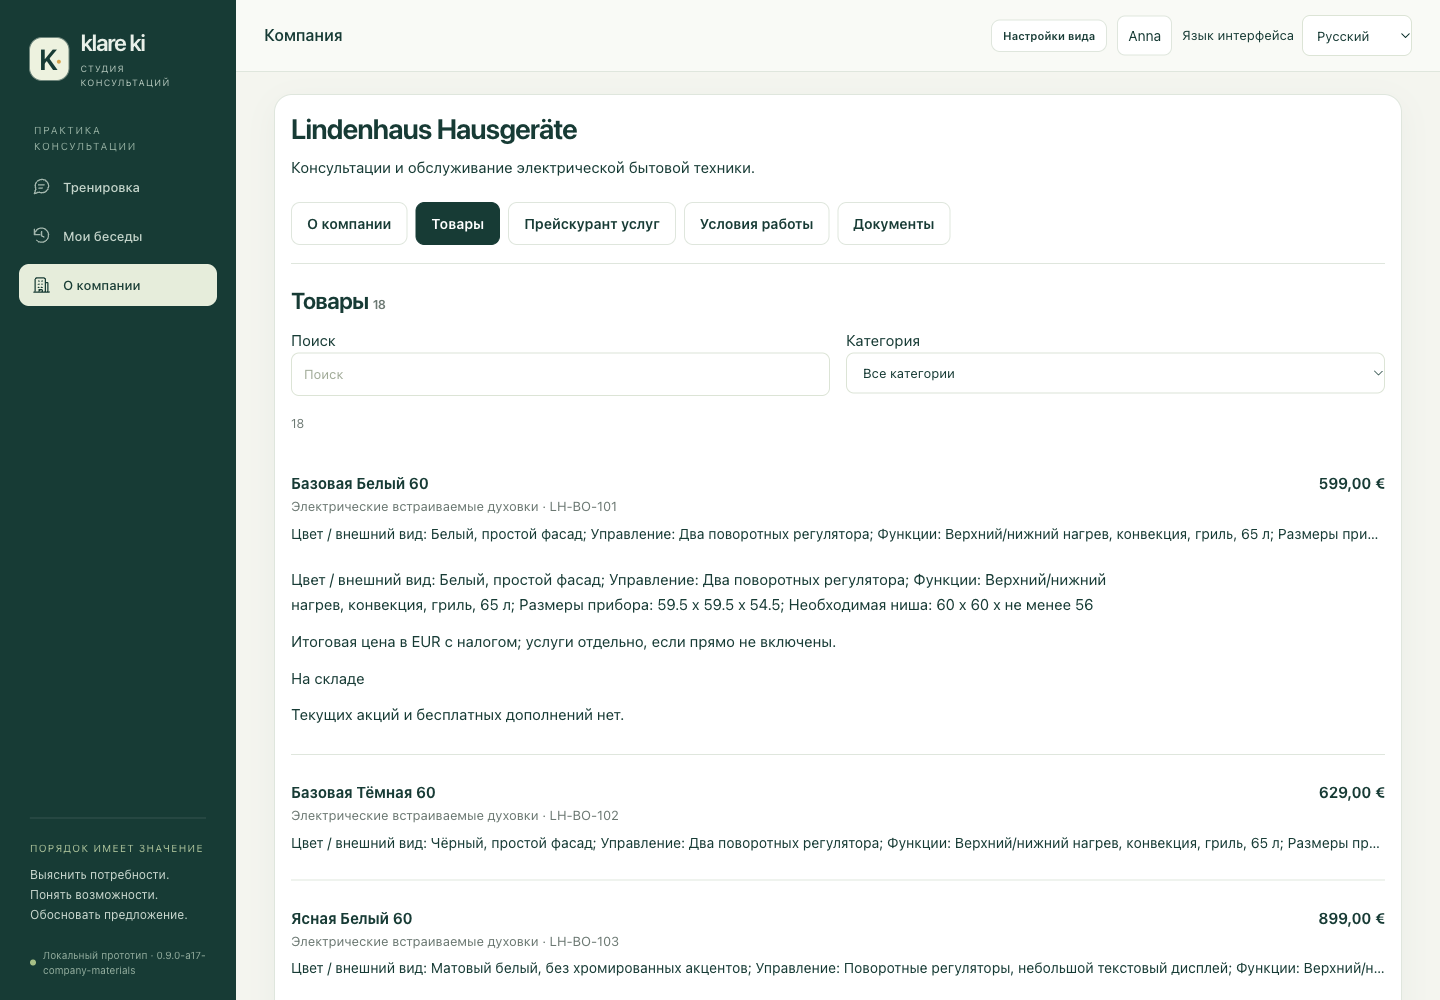 K
klare ki
СТУДИЯ
КОНСУЛЬТАЦИЙ
ПРАКТИКА
КОНСУЛЬТАЦИИ
Тренировка
Мои беседы
О компании
ПОРЯДОК ИМЕЕТ ЗНАЧЕНИЕ
Выяснить потребности.
Понять возможности.
Обосновать предложение.
Локальный прототип · 0.9.0-a17-
company-materials
Компания
Настройки вида
Anna
Язык интерфейса
Русский
Lindenhaus Hausgeräte
Консультации и обслуживание электрической бытовой техники.
О компании
Товары
Прейскурант услуг
Условия работы
Документы
Товары 18
Поиск
Категория
Поиск
Все категории
18
Базовая Белый 60 599,00 €
Электрические встраиваемые духовки · LH-BO-101
Цвет / внешний вид: Белый, простой фасад; Управление: Два поворотных регулятора; Функции: Верхний/нижний нагрев, конвекция, гриль, 65 л; Размеры при...
Цвет / внешний вид: Белый, простой фасад; Управление: Два поворотных регулятора; Функции: Верхний/нижний
нагрев, конвекция, гриль, 65 л; Размеры прибора: 59.5 x 59.5 x 54.5; Необходимая ниша: 60 x 60 x не менее 56
Итоговая цена в EUR с налогом; услуги отдельно, если прямо не включены.
На складе
Текущих акций и бесплатных дополнений нет.
Базовая Тёмная 60 629,00 €
Электрические встраиваемые духовки · LH-BO-102
Цвет / внешний вид: Чёрный, простой фасад; Управление: Два поворотных регулятора; Функции: Верхний/нижний нагрев, конвекция, гриль, 65 л; Размеры пр...
Ясная Белый 60 899,00 €
Электрические встраиваемые духовки · LH-BO-103
Цвет / внешний вид: Матовый белый, без хромированных акцентов; Управление: Поворотные регуляторы, небольшой текстовый дисплей; Функции: Верхний/н...